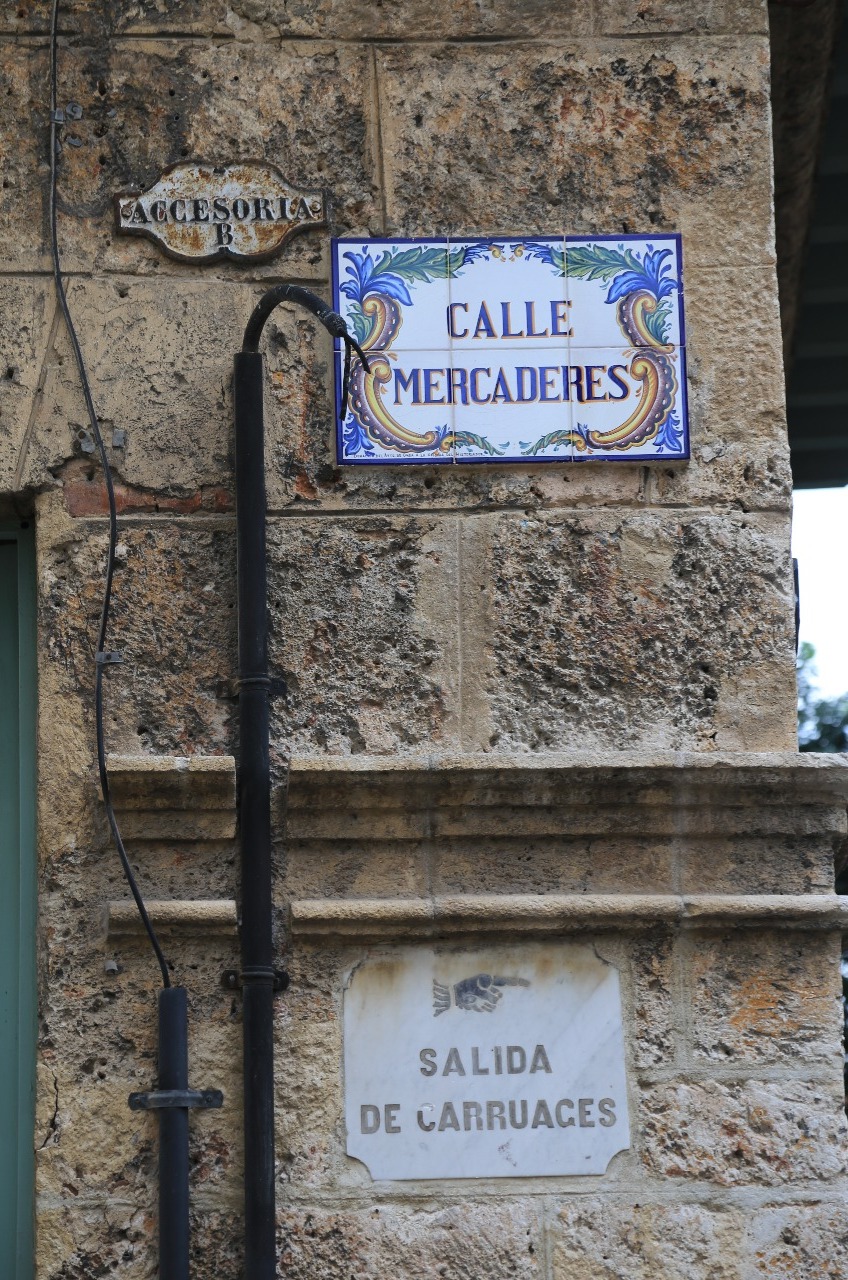 ACCESORIA
B
CALLE
MERCADERES
SALIDA
DE CARRUAGES